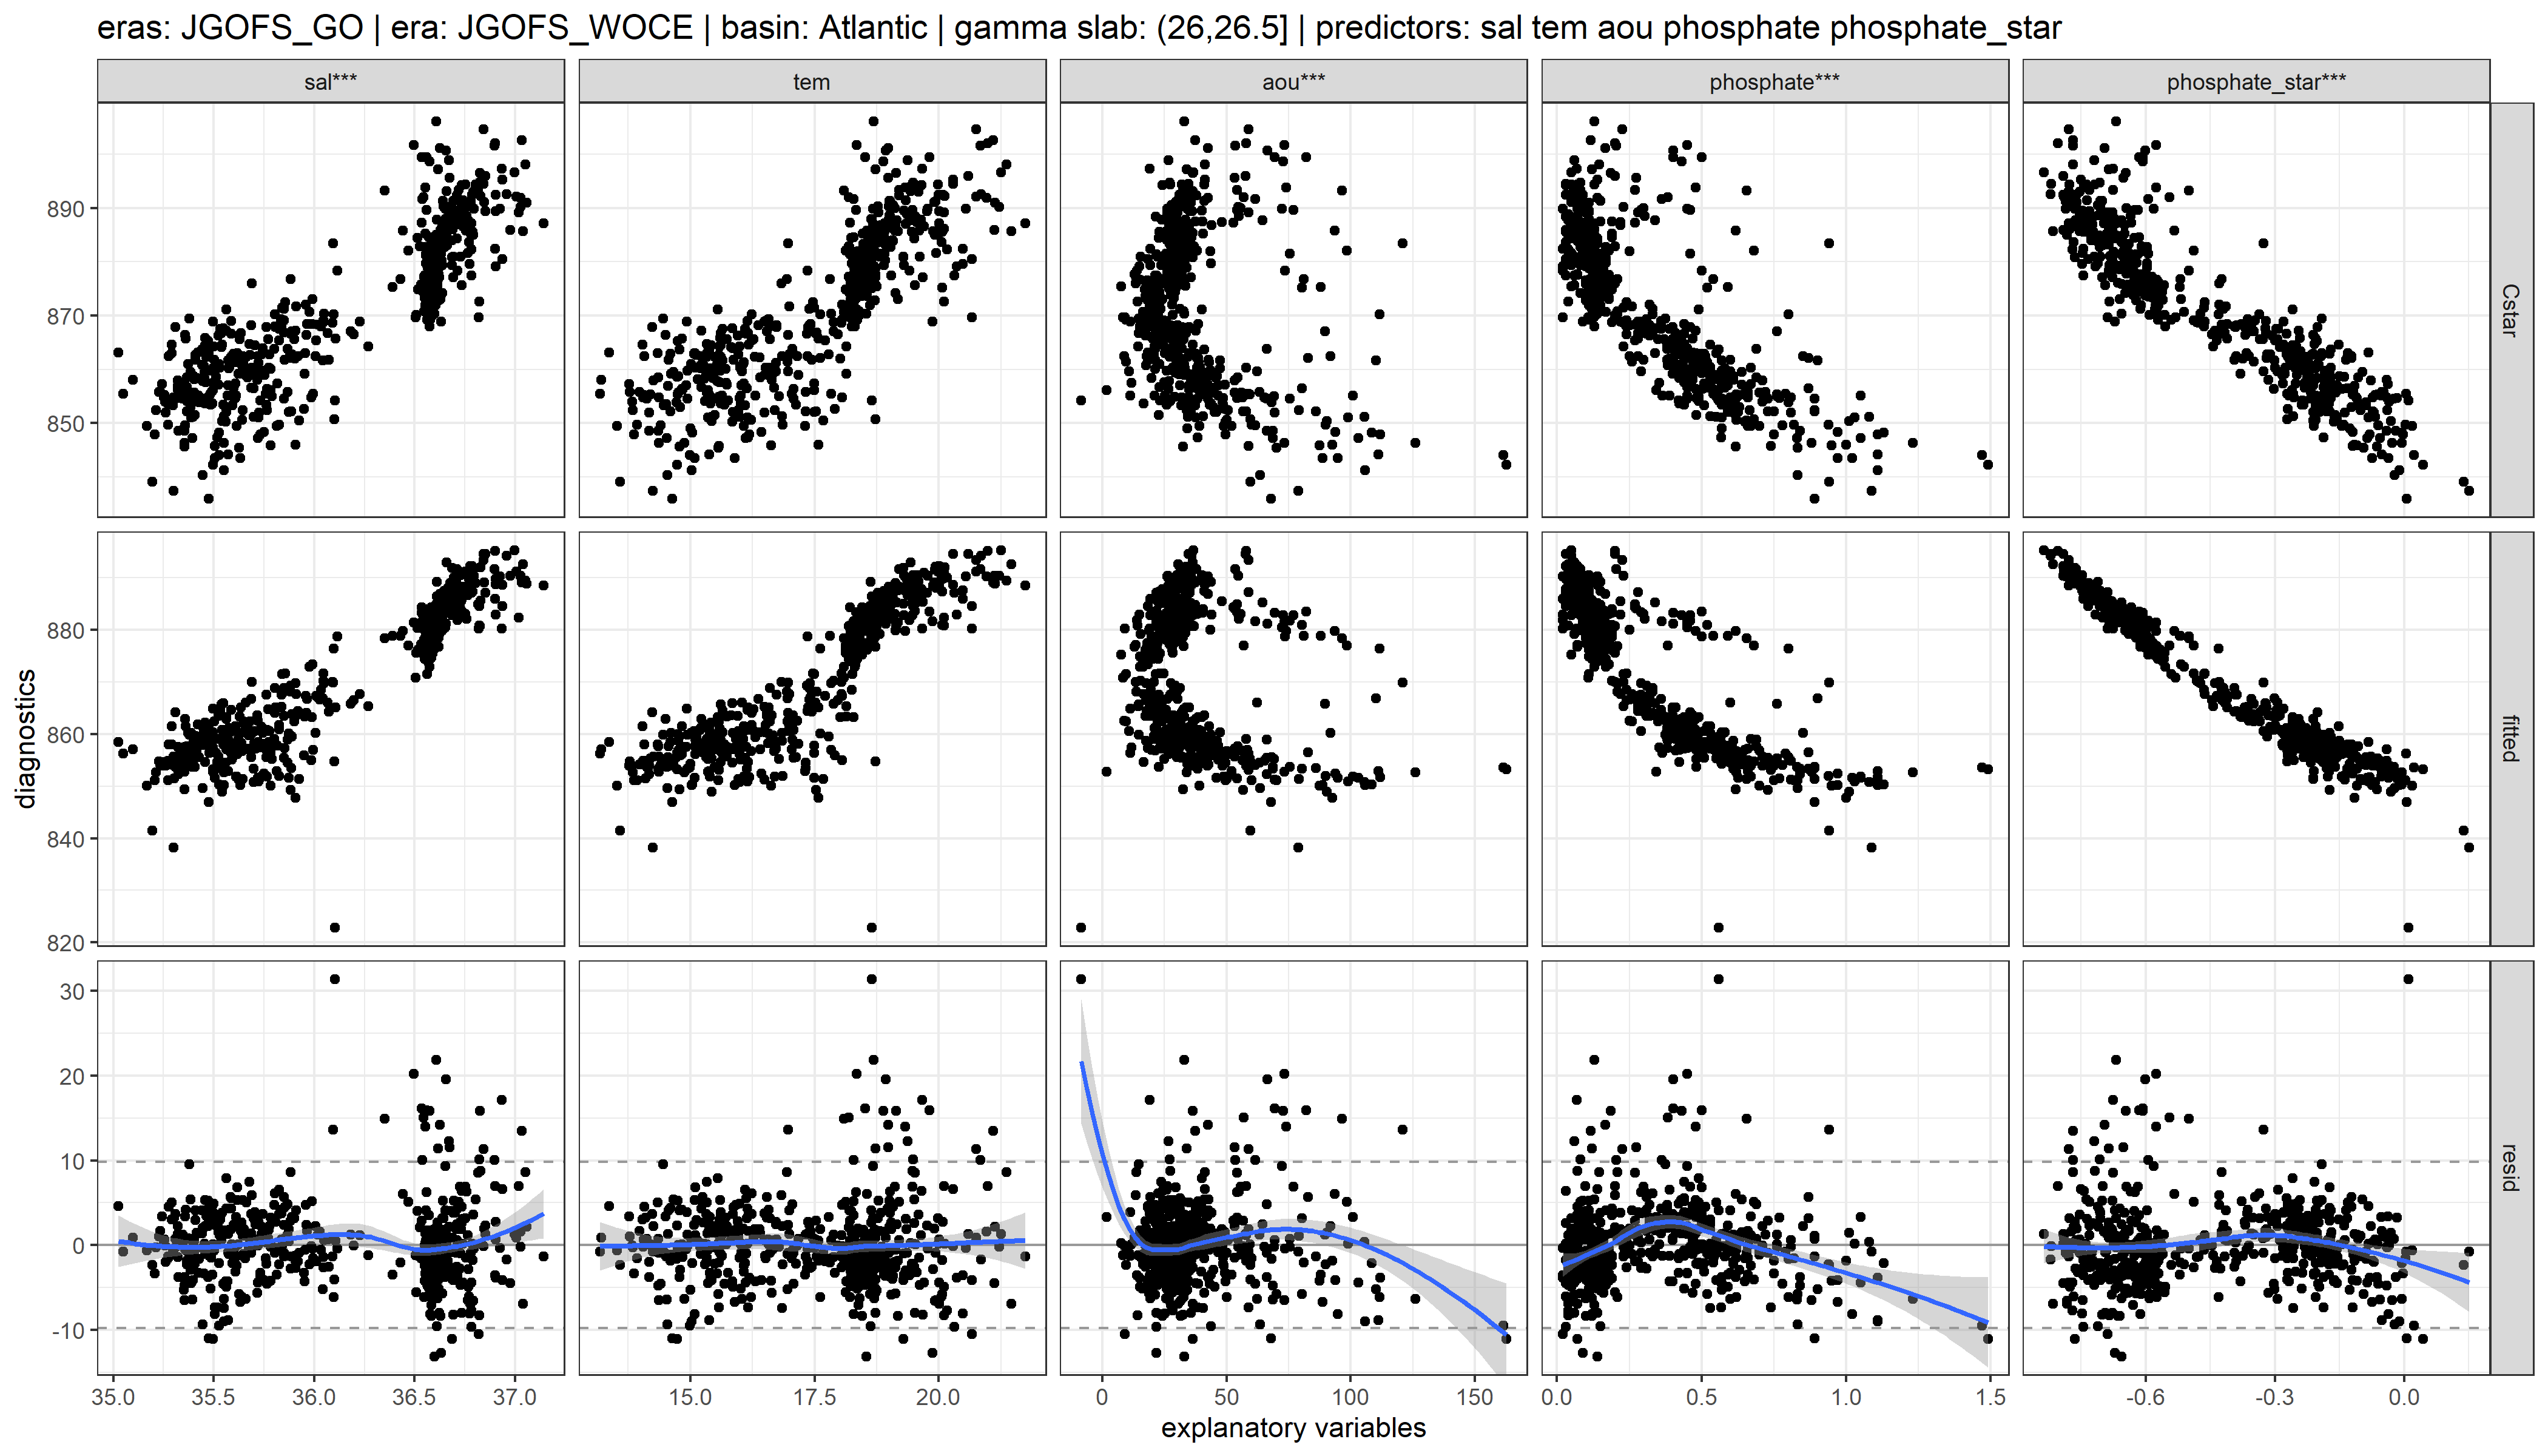 eras: JGOFS_GO | era: JGOFS_WOCE | basin: Atlantic | gamma slab: (26,26.5] | predictors: sal tem aou phosphate phosphate_star
sal*** tem aou*** phosphate*** phosphate_star***
890
870
850
Cstar
880
860
840
820
fitted
diagnostics
30
20
10
0
-10
resid
35.0 35.5 36.0 36.5 37.0 15.0 17.5 20.0 0 50 100 150 0.0 0.5 1.0 1.5 -0.6 -0.3 0.0
explanatory variables